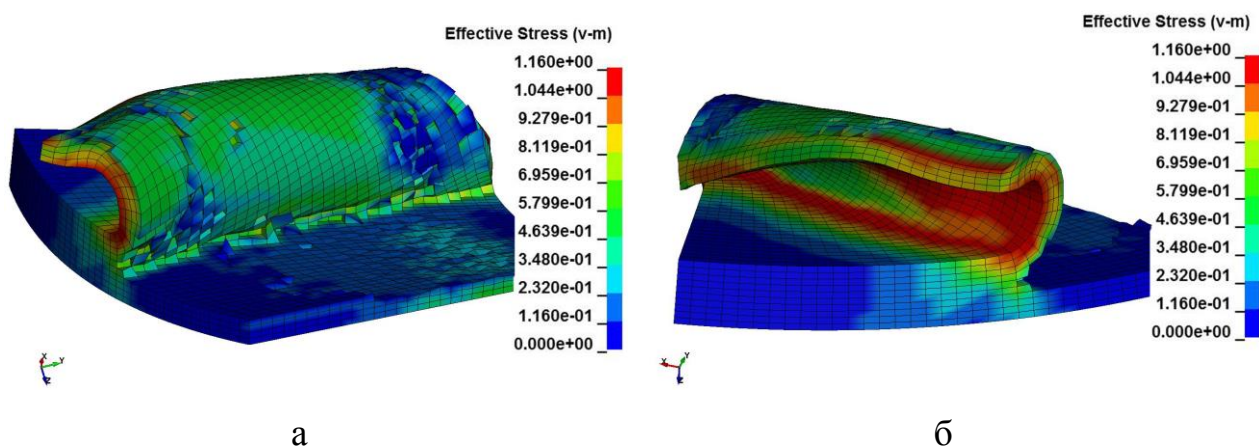 Effective Stress (v-m)
1.160e+00
1.044e+00
9.279e-01
8.119e-01
6.959e-01
5.799e-01
4.639e-01
3.480e-01
2.320e-01
1.160e-01
0.000e+00
X
Y
Z
Effective Stress (v-m)
1.160e+00
1.044e+00
9.279e-01
8.119e-01
6.959e-01
5.799e-01
4.639e-01
3.480e-01
2.320e-01
1.160e-01
0.000e+00
X
Y
Z
а
б